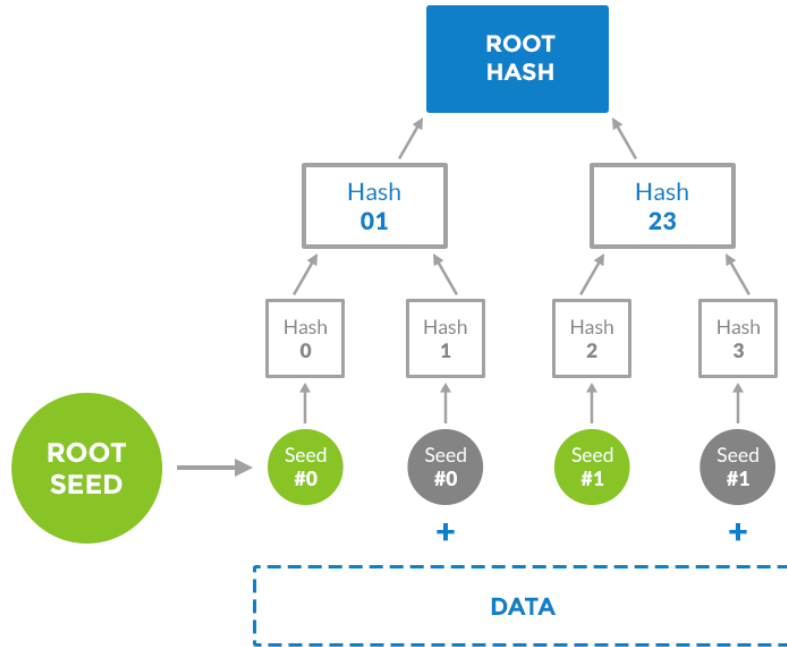 ROOT
HASH
Hash
01
Hash
23
Hash
0
Hash
1
Hash
2
Hash
3
ROOT
SEED
Seed
#0
Seed
#0
Seed
#1
Seed
#1
+
+
DATA